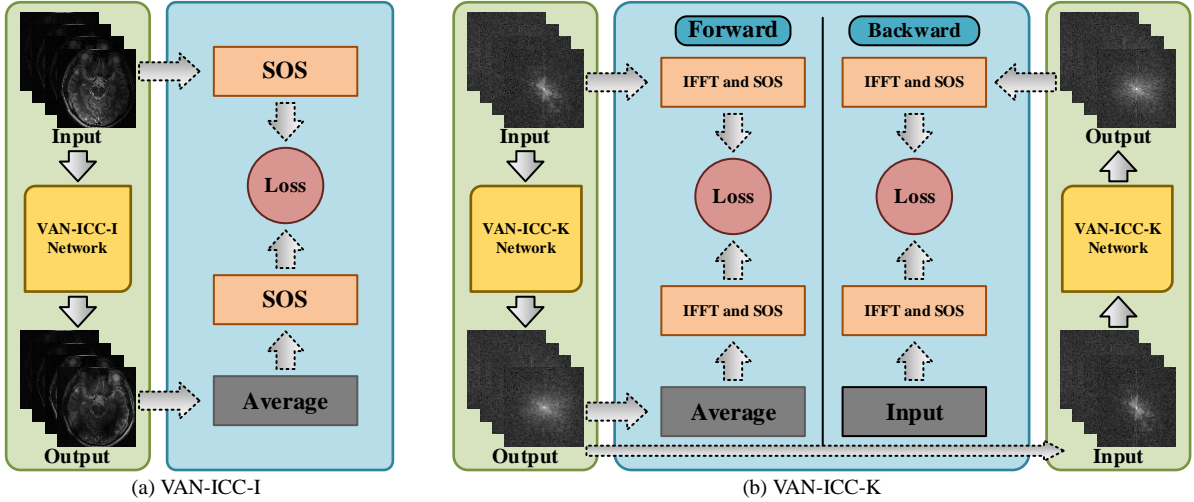 Input
SOS
Loss
VAN-ICC-I
Network
SOS
Average
Output
(a) VAN-ICC-I
Forward
Backward
Input
IFFT and SOS
IFFT and SOS
Output
Loss
Loss
VAN-ICC-K
Network
VAN-ICC-K
Network
IFFT and SOS
IFFT and SOS
Average
Input
Output
Input
(b) VAN-ICC-K